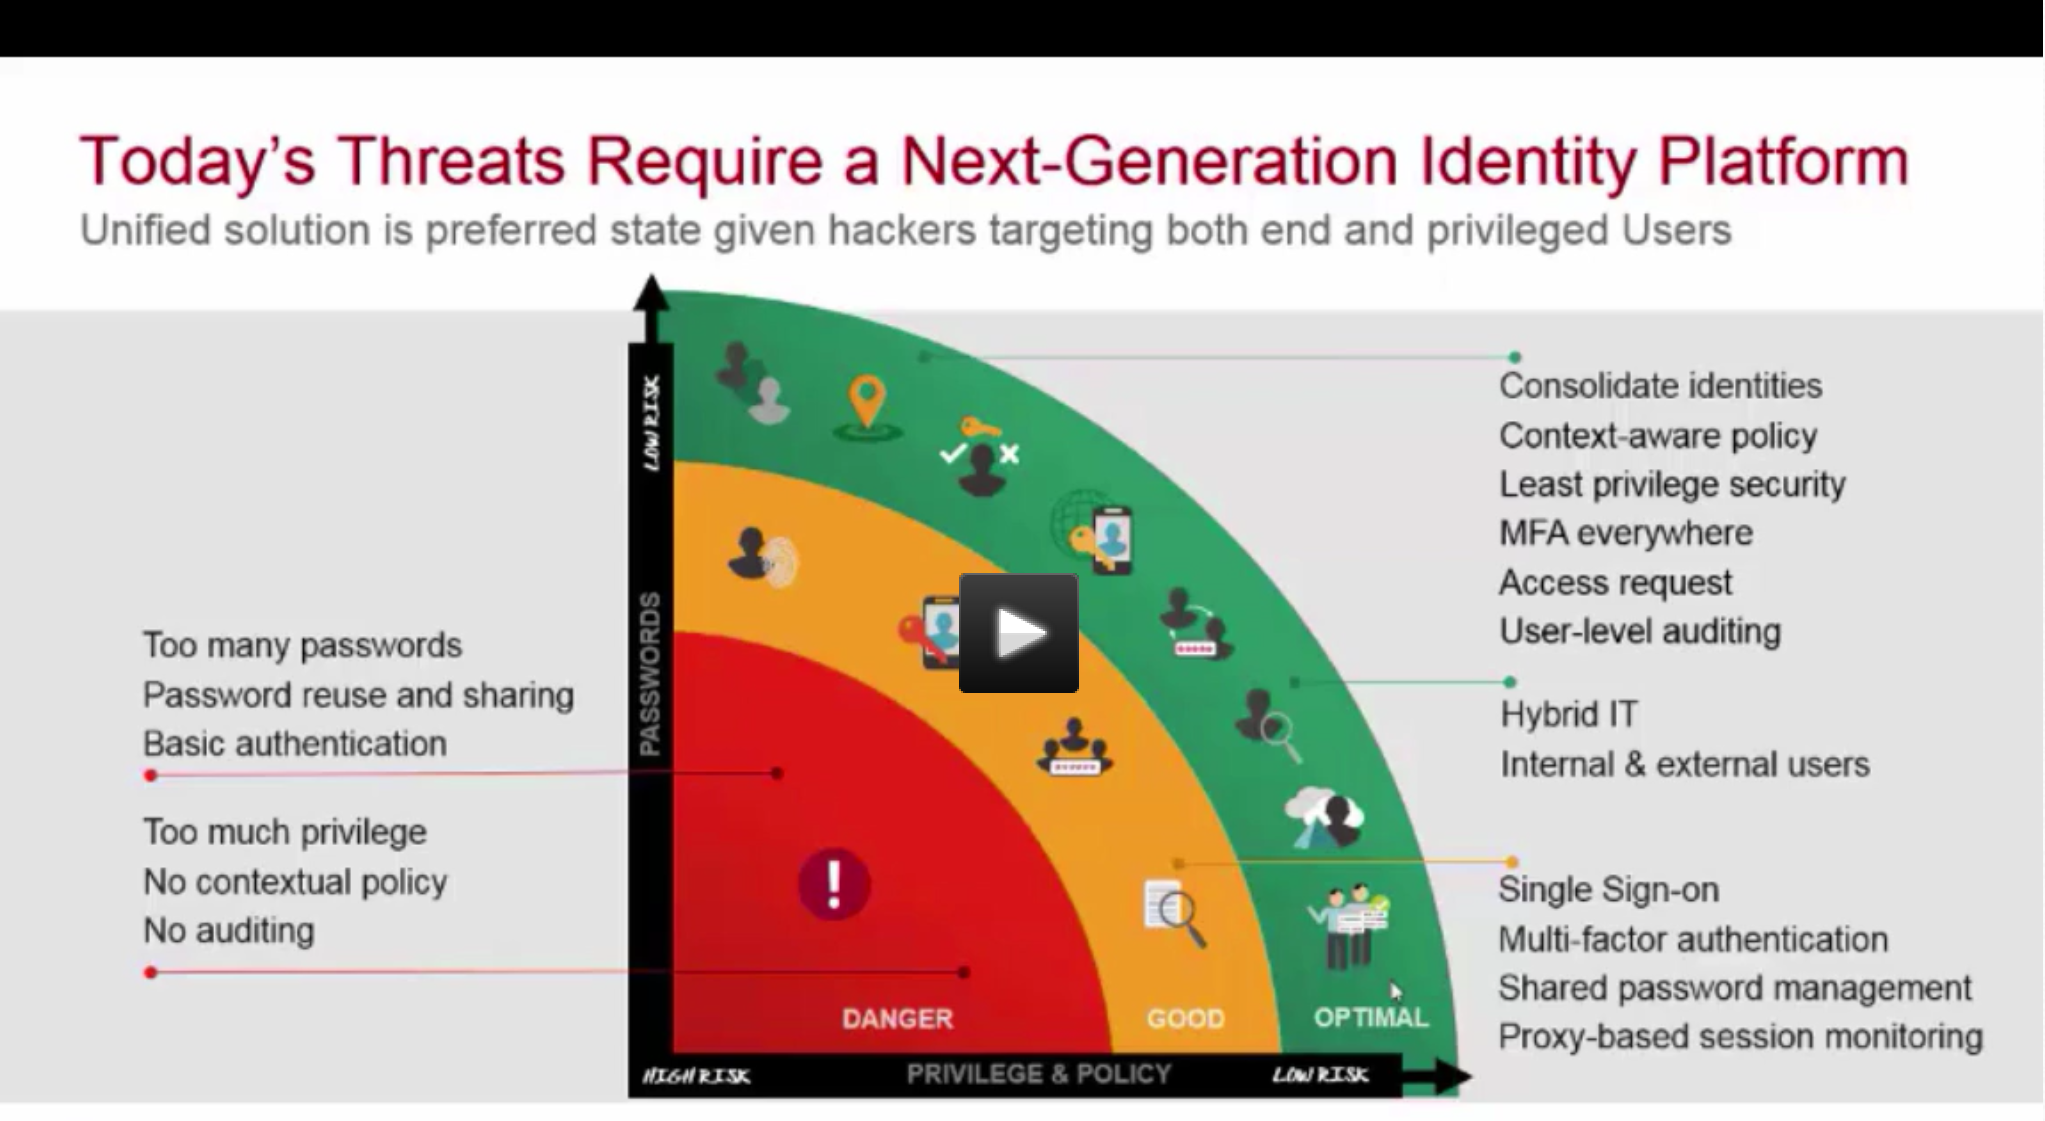 Today's Threats Require a Next-Generation Identity Platform
Unified solution is preferred state given hackers targeting both end and privileged Users
Too many passwords
Password reuse and sharing
Basic authentication
Too much privilege
No contextual policy
No auditing
LOW RISK
PASSWORDS
HIGH RISK
PRIVILEGE & POLICY
LOW RISK
DANGER
GOOD
OPTIMAL
Consolidate identities
Context-aware policy
Least privilege security
MFA everywhere
Access request
User-level auditing
Hybrid IT
Internal & external users
Single Sign-on
Multi-factor authentication
Shared password management
Proxy-based session monitoring